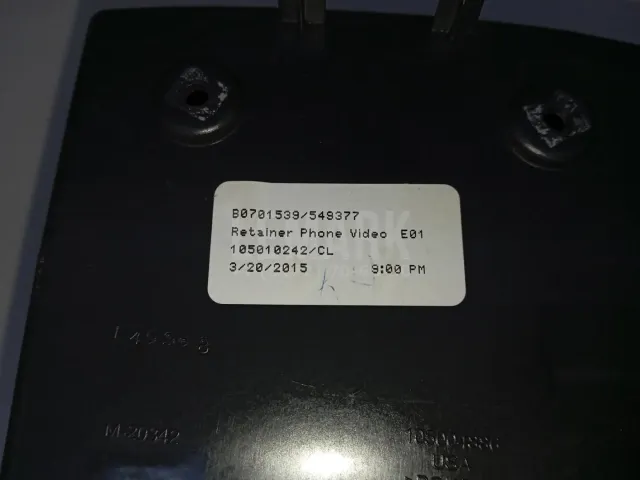 B0701539/549377
Retainer Phone Video E01
105010242/CL
3/20/2015 9:00 PM
M-20342
USA